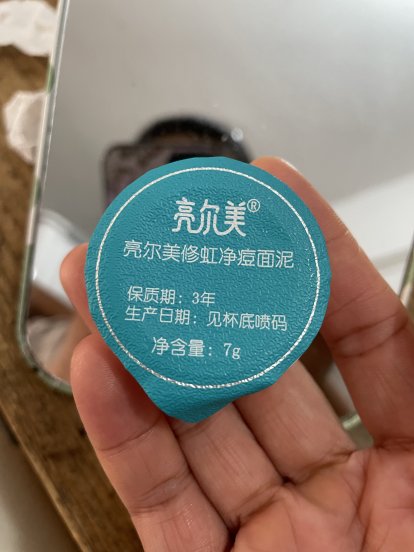 亮尔美®
亮尔美修虹净痘面泥
保质期：3年
生产日期：见杯底喷码
净含量：7g